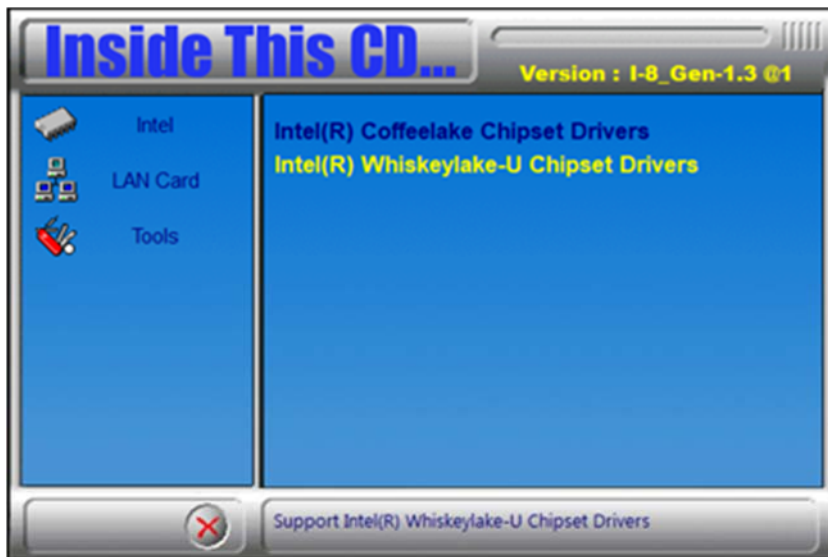 Inside This CD...
Version : I-8_Gen-1.3 @1
Intel
LAN Card
Tools
Intel(R) Coffeelake Chipset Drivers
Intel(R) Whiskeylake-U Chipset Drivers
Support Intel(R) Whiskeylake-U Chipset Drivers